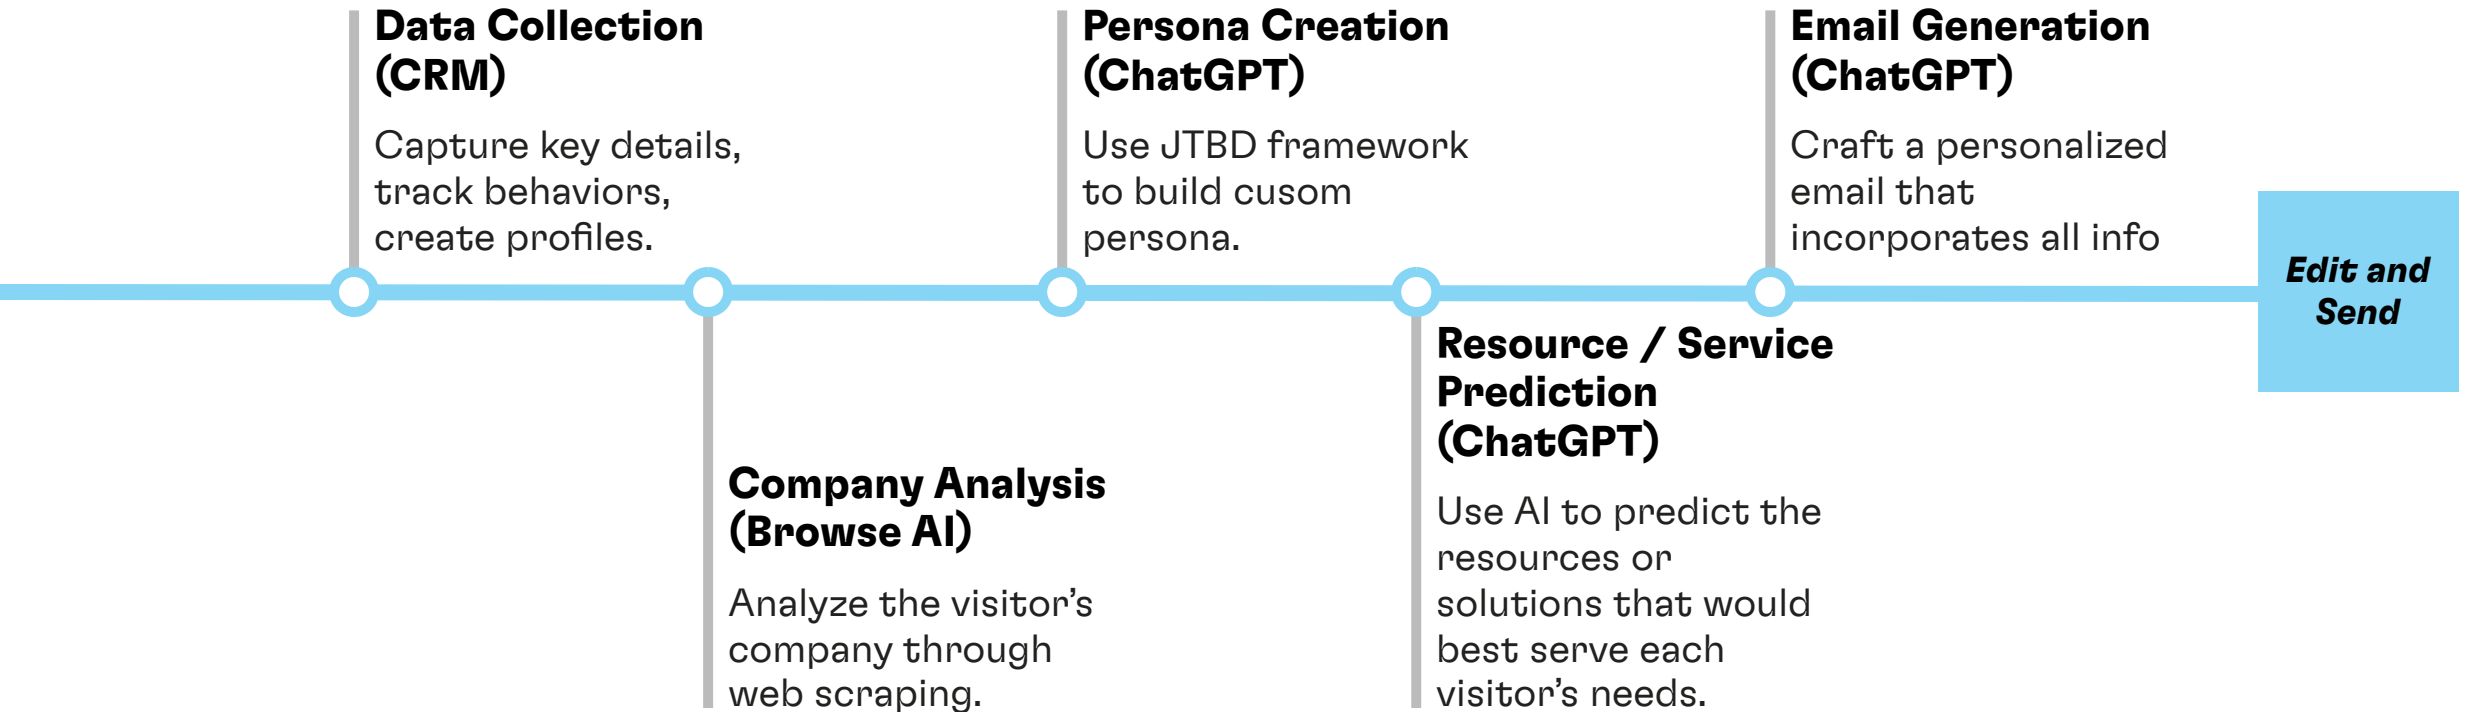 Data Collection
(CRM)
Capture key details,
track behaviors,
create profiles.
Company Analysis
(Browse AI)
Analyze the visitor’s
company through
web scraping.
Persona Creation
(ChatGPT)
Use JTBD framework
to build cusom
persona.
Resource / Service
Prediction
(ChatGPT)
Use AI to predict the
resources or
solutions that would
best serve each
visitor’s needs.
Email Generation
(ChatGPT)
Craft a personalized
email that
incorporates all info
Edit and
Send